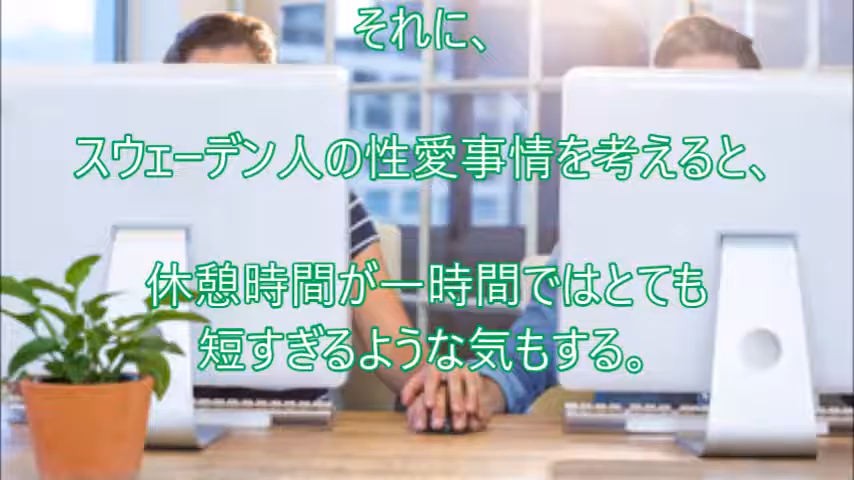 それに、
スウェーデン人の性愛事情を考えると、
休憩時間が一時間ではとても
短すぎるような気もする。